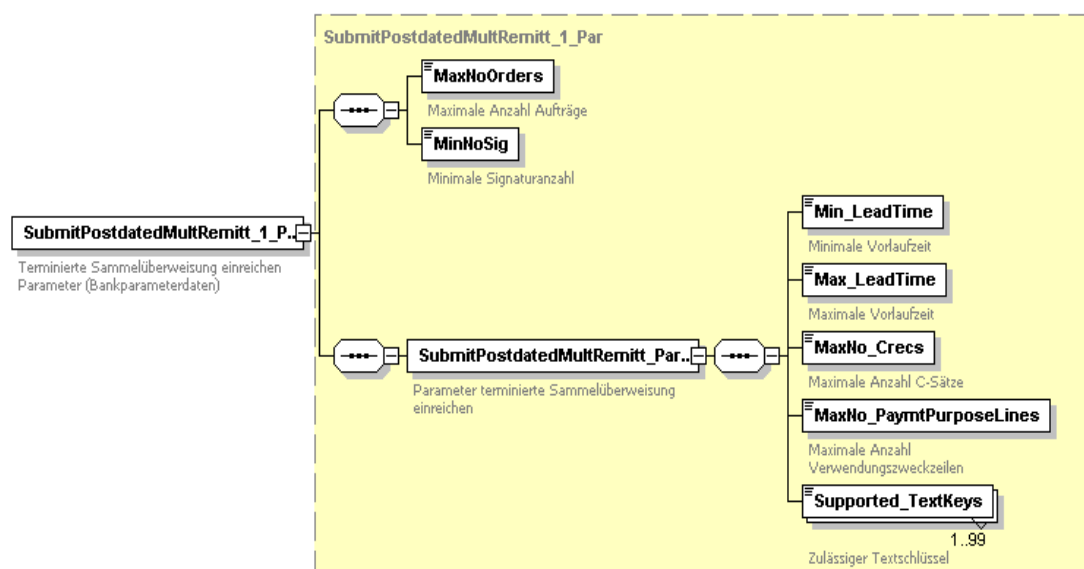 SubmitPostdatedMultRemitt_1_Par
MaxNoOrders
Maximale Anzahl Aufträge
MinNoSig
Minimale Signaturanzahl
SubmitPostdatedMultRemitt_1_P..
Terminierte Sammelüberweisung einreichen
Parameter (Bankparameterdaten)
SubmitPostdatedMultRemitt_Par..
Parameter terminierte Sammelüberweisung
einreichen
Min_LeadTime
Minimale Vorlaufzeit
Max_LeadTime
Maximale Vorlaufzeit
MaxNo_Crecs
Maximale Anzahl C-Sätze
MaxNo_PaymtPurposeLines
Maximale Anzahl
Verwendungszweckzeilen
Supported_TextKeys
1..99
Zulässiger Textschlüssel